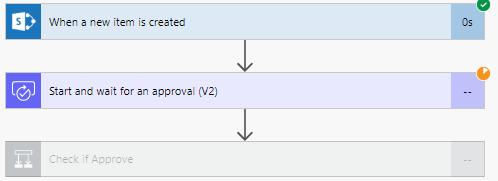 S
When a new item is created
0s
Start and wait for an approval (V2)
--
Check if Approve
--